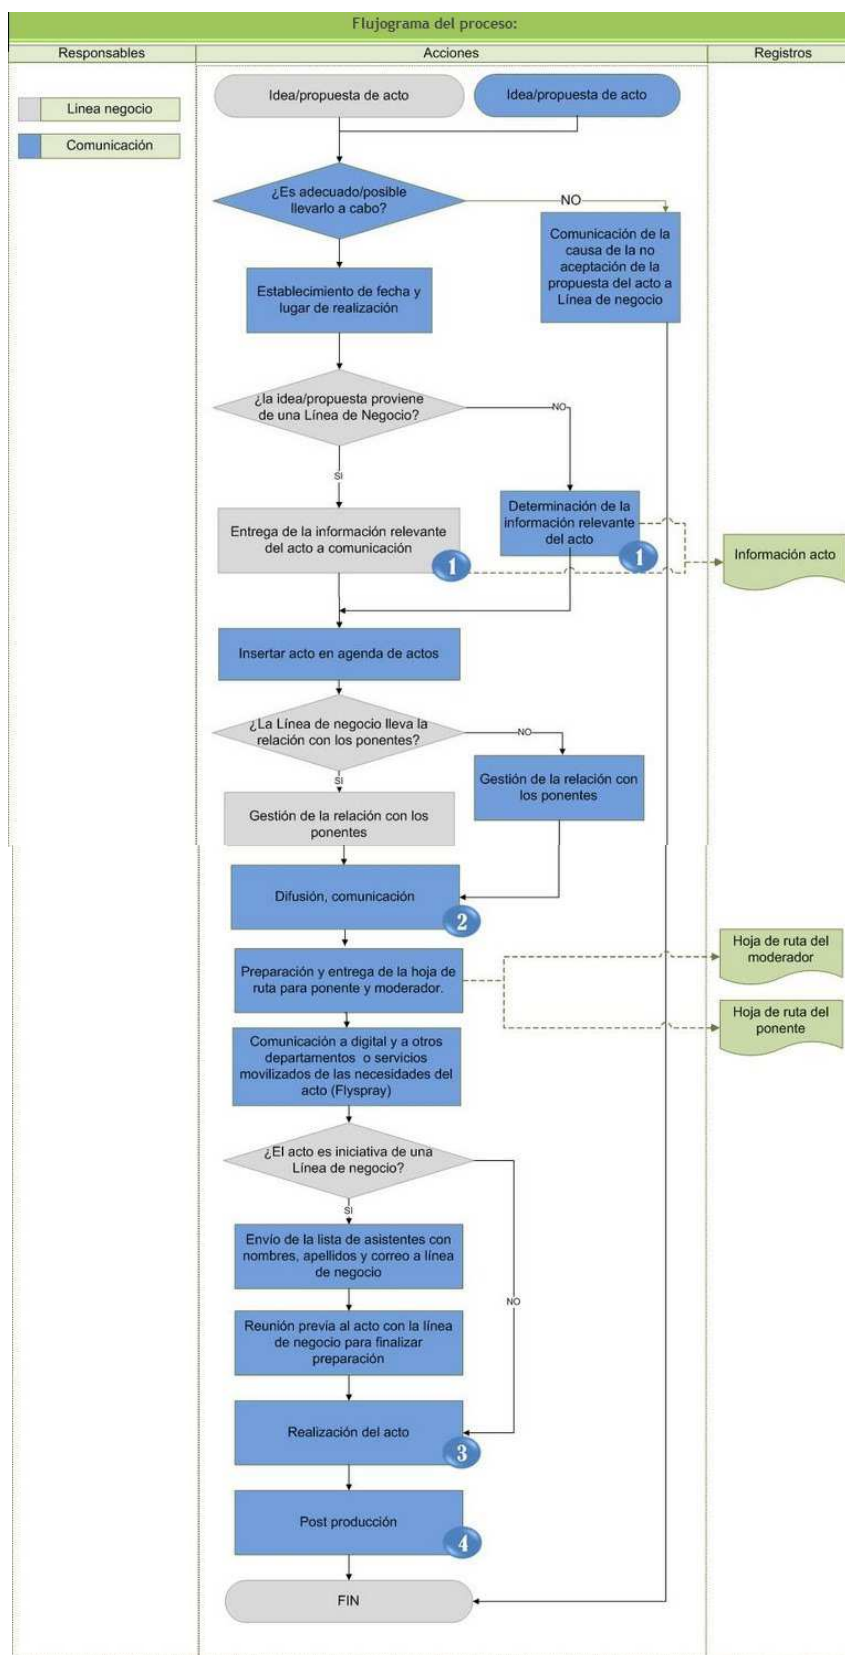 Flujograma del proceso:
Responsables
Acciones
Registros
Linea negocio
Comunicación
Idea/propuesta de acto
Idea/propuesta de acto
¿Es adecuado/posible
llevarlo a cabo?
NO
Comunicación de la
causa de la no
aceptación de la
propuesta del acto a
Línea de negocio
Establecimiento de fecha y
lugar de realización
¿la idea/propuesta proviene
de una Línea de Negocio?
NO
SI
Entrega de la información relevante
del acto a comunicación
1
Determinación de la
información relevante
del acto
1
Información acto
Insertar acto en agenda de actos
¿La Línea de negocio lleva la
relación con los ponentes?
NO
SI
Gestión de la relación con
los ponentes
Gestión de la relación con los
ponentes
Difusión, comunicación
2
Preparación y entrega de la hoja de
ruta para ponente y moderador.
Hoja de ruta del
moderador
Hoja de ruta del
ponente
Comunicación a digital y a otros
departamentos o servicios
movilizados de las necesidades del
acto (Flyspray)
¿El acto es iniciativa de una
Línea de negocio?
SI
NO
Envío de la lista de asistentes con
nombres, apellidos y correo a línea
de negocio
Reunión previa al acto con la línea
de negocio para finalizar
preparación
Realización del acto
3
Post producción
4
FIN